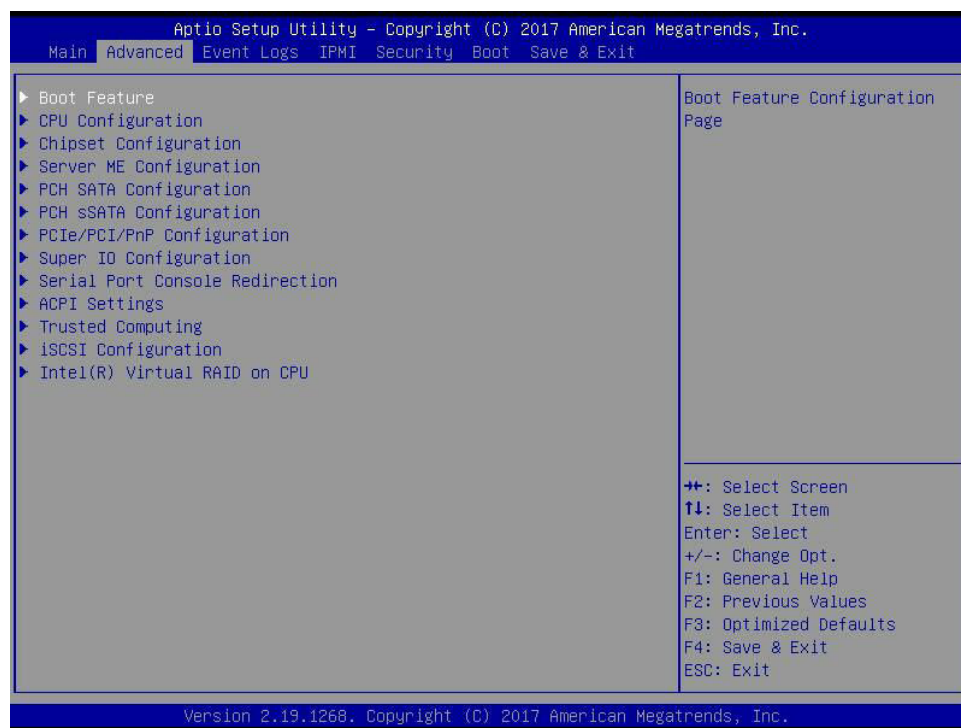 Aptio Setup Utility – Copyright (C) 2017 American Megatrends, Inc.
Main Advanced Event Logs IPMI Security Boot Save & Exit
Boot Feature
CPU Configuration
Chipset Configuration
Server ME Configuration
PCH SATA Configuration
PCH sSATA Configuration
PCIe/PCI/PnP Configuration
Super IO Configuration
Serial Port Console Redirection
ACPI Settings
Trusted Computing
iSCSI Configuration
Intel(R) Virtual RAID on CPU
Boot Feature Configuration
Page
→←: Select Screen
↑↓: Select Item
Enter: Select
+/-: Change Opt.
F1: General Help
F2: Previous Values
F3: Optimized Defaults
F4: Save & Exit
ESC: Exit
Version 2.19.1268. Copyright (C) 2017 American Megatrends, Inc.